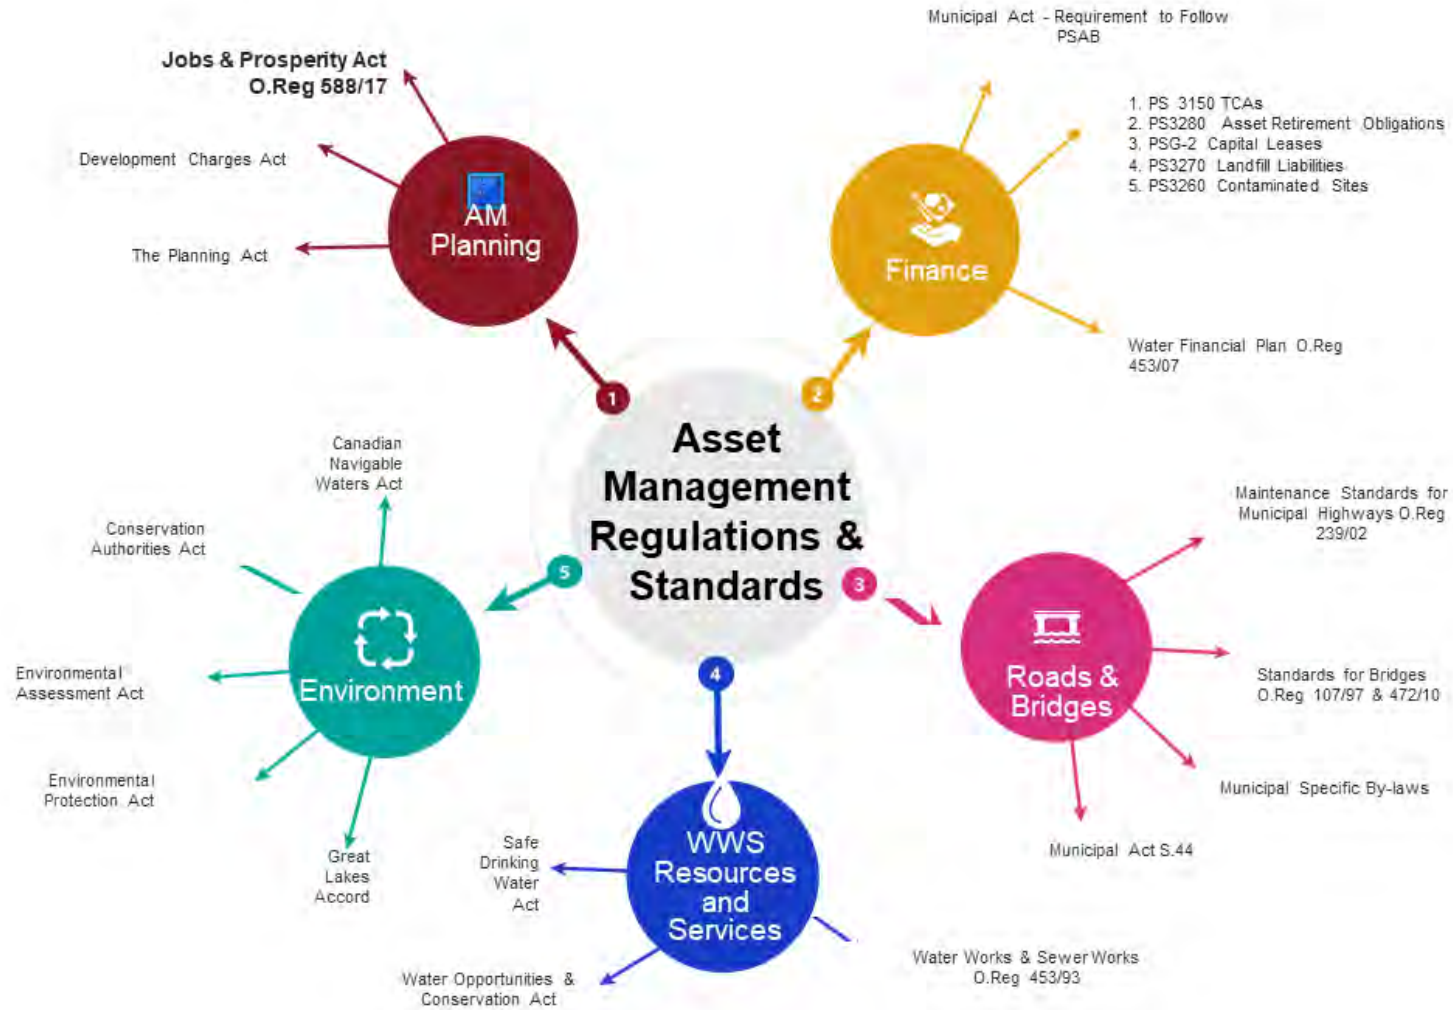 Municipal Act - Requirement to Follow
PSAB
Jobs & Prosperity Act
O.Reg 588/17
Development Charges Act
The Planning Act
AM
Planning
1. PS 3150 TCAs
2. PS3280 Asset Retirement Obligations
3. PSG-2 Capital Leases
4. PS3270 Landfill Liabilities
5. PS3260 Contaminated Sites
Finance
Water Financial Plan O.Reg
453/07
1
2
Asset
Management
Regulations &
Standards
3
4
5
Canadian
Navigable
Waters Act
Conservation
Authorities Act
Environmental
Assessment Act
Environment
Environmental
Protection Act
Great
Lakes
Accord
Maintenance Standards for
Municipal Highways O.Reg
239/02
Roads &
Bridges
Standards for Bridges
O.Reg 107/97 & 472/10
Municipal Specific By-laws
Municipal Act S.44
WWS
Resources
and
Services
Safe
Drinking
Water
Act
Water Opportunities &
Conservation Act
Water Works & Sewer Works
O.Reg 453/93